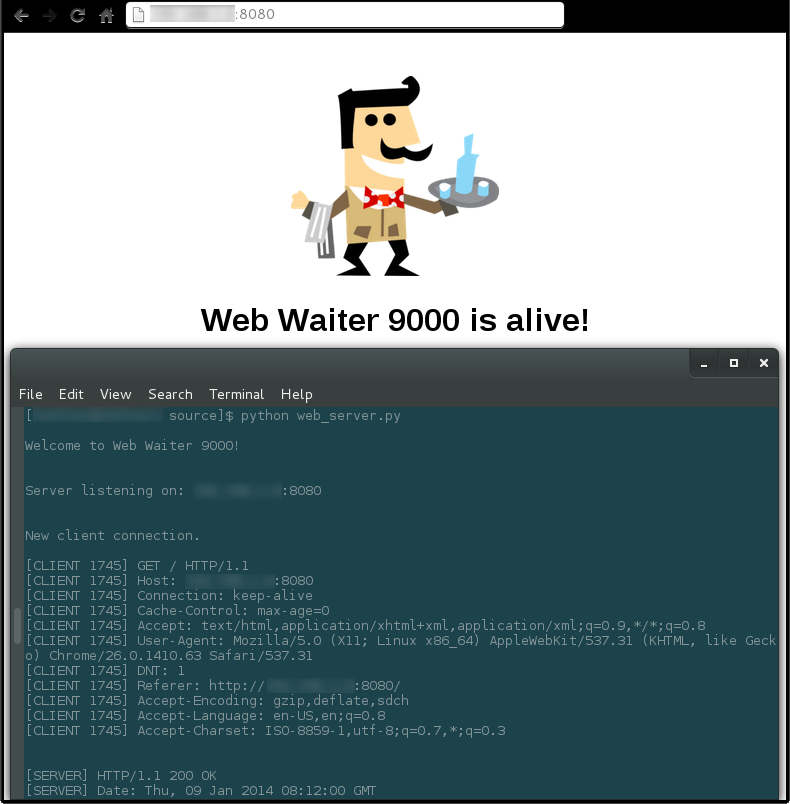 :8080
Web Waiter 9000 is alive!
File Edit View Search Terminal Help
[ source]$ python web_server.py
Welcome to Web Waiter 9000!
Server listening on: :8080
New client connection.
[CLIENT 1745] GET / HTTP/1.1
[CLIENT 1745] Host: :8080
[CLIENT 1745] Connection: keep-alive
[CLIENT 1745] Cache-Control: max-age=0
[CLIENT 1745] Accept: text/html,application/xhtml+xml,application/xml;q=0.9,*/*;q=0.8
[CLIENT 1745] User-Agent: Mozilla/5.0 (X11; Linux x86_64) AppleWebKit/537.31 (KHTML, like Geck
o) Chrome/26.0.1410.63 Safari/537.31
[CLIENT 1745] DNT: 1
[CLIENT 1745] Referer: http:// :8080/
[CLIENT 1745] Accept-Encoding: gzip,deflate,sdch
[CLIENT 1745] Accept-Language: en-US,en;q=0.8
[CLIENT 1745] Accept-Charset: ISO-8859-1,utf-8;q=0.7,*;q=0.3
[SERVER] HTTP/1.1 200 OK
[SERVER] Date: Thu, 09 Jan 2014 08:12:00 GMT